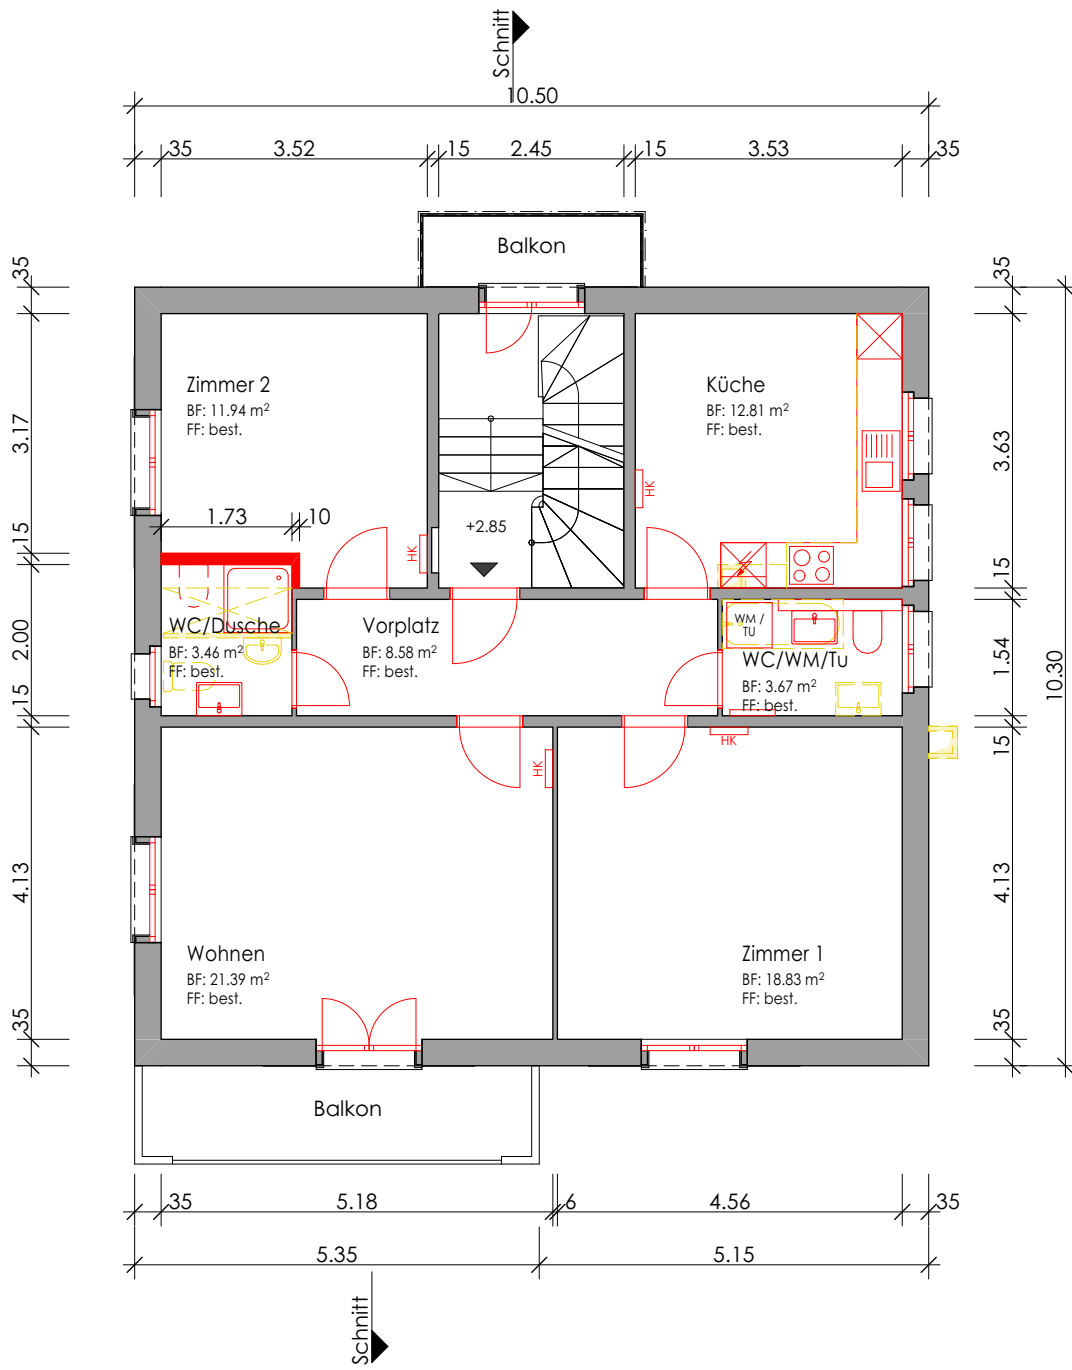 Schnitt
10.50
35 3.52 15 2.45 15 3.53 35
Balkon
35
35
Zimmer 2
BF: 11.94 m²
FF: best.
Küche
BF: 12.81 m²
FF: best.
3.17
3.63
HK
1.73 10
+2.85
HK
15
15
WC/Dusche
BF: 3.46 m²
FF: best.
Vorplatz
BF: 8.58 m²
FF: best.
WM /
TU
WC/WM/Tu
BF: 3.67 m²
FF: best.
2.00
1.54
10.30
15
15
HK
HK
4.13
4.13
Wohnen
BF: 21.39 m²
FF: best.
Zimmer 1
BF: 18.83 m²
FF: best.
35
35
Balkon
35 5.18 6 4.56 35
5.35 5.15
Schnitt